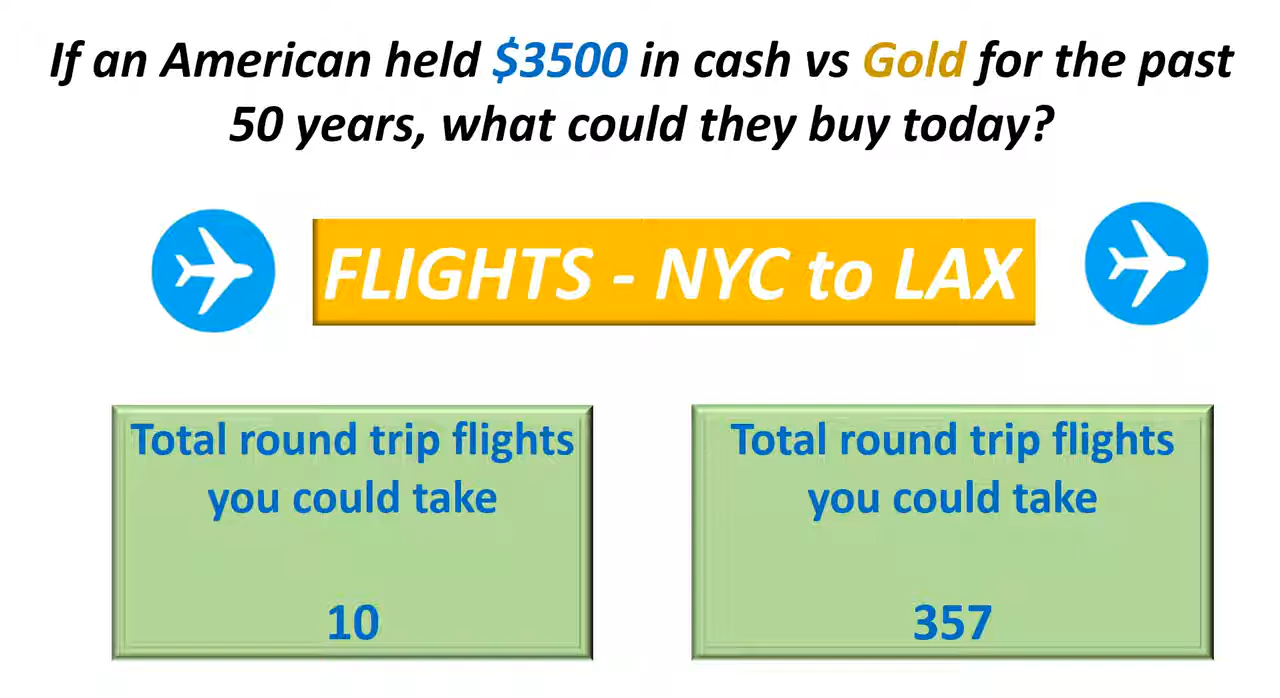 If an American held $3500 in cash vs Gold for the past
50 years, what could they buy today?
FLIGHTS - NYC to LAX
Total round trip flights
you could take
10
Total round trip flights
you could take
357